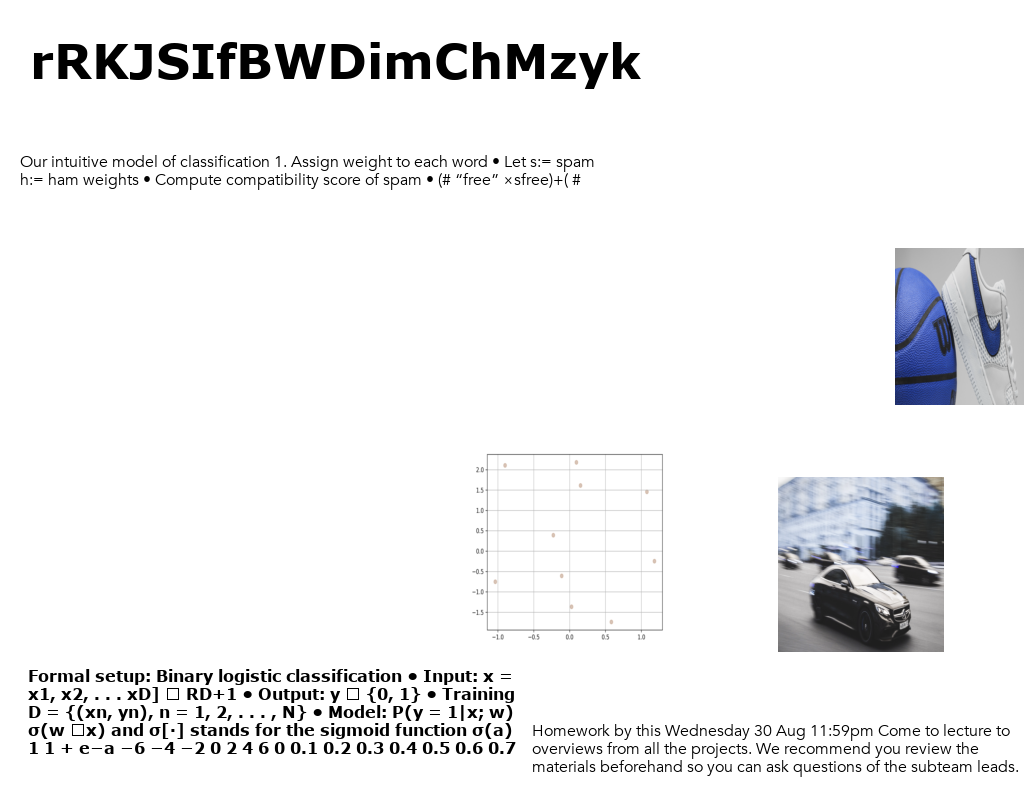 rRKJSIfBWDimChMzyk
Our intuitive model of classification 1. Assign weight to each word • Let s:= spam
h:= ham weights • Compute compatibility score of spam • (# “free” ×sfree)+( #
W
2.0
1.5
1.0
0.5
0.0
−0.5
−1.0
−1.5
−1.0 −0.5 0.0 0.5 1.0
Formal setup: Binary logistic classification • Input: x =
x1, x2, . . . xD] □ RD+1 • Output: y □ {0, 1} • Training
D = {(xn, yn), n = 1, 2, . . . , N} • Model: P(y = 1|x; w)
σ(w □x) and σ[·] stands for the sigmoid function σ(a)
1 1 + e−a −6 −4 −2 0 2 4 6 0 0.1 0.2 0.3 0.4 0.5 0.6 0.7
Homework by this Wednesday 30 Aug 11:59pm Come to lecture to
overviews from all the projects. We recommend you review the
materials beforehand so you can ask questions of the subteam leads.